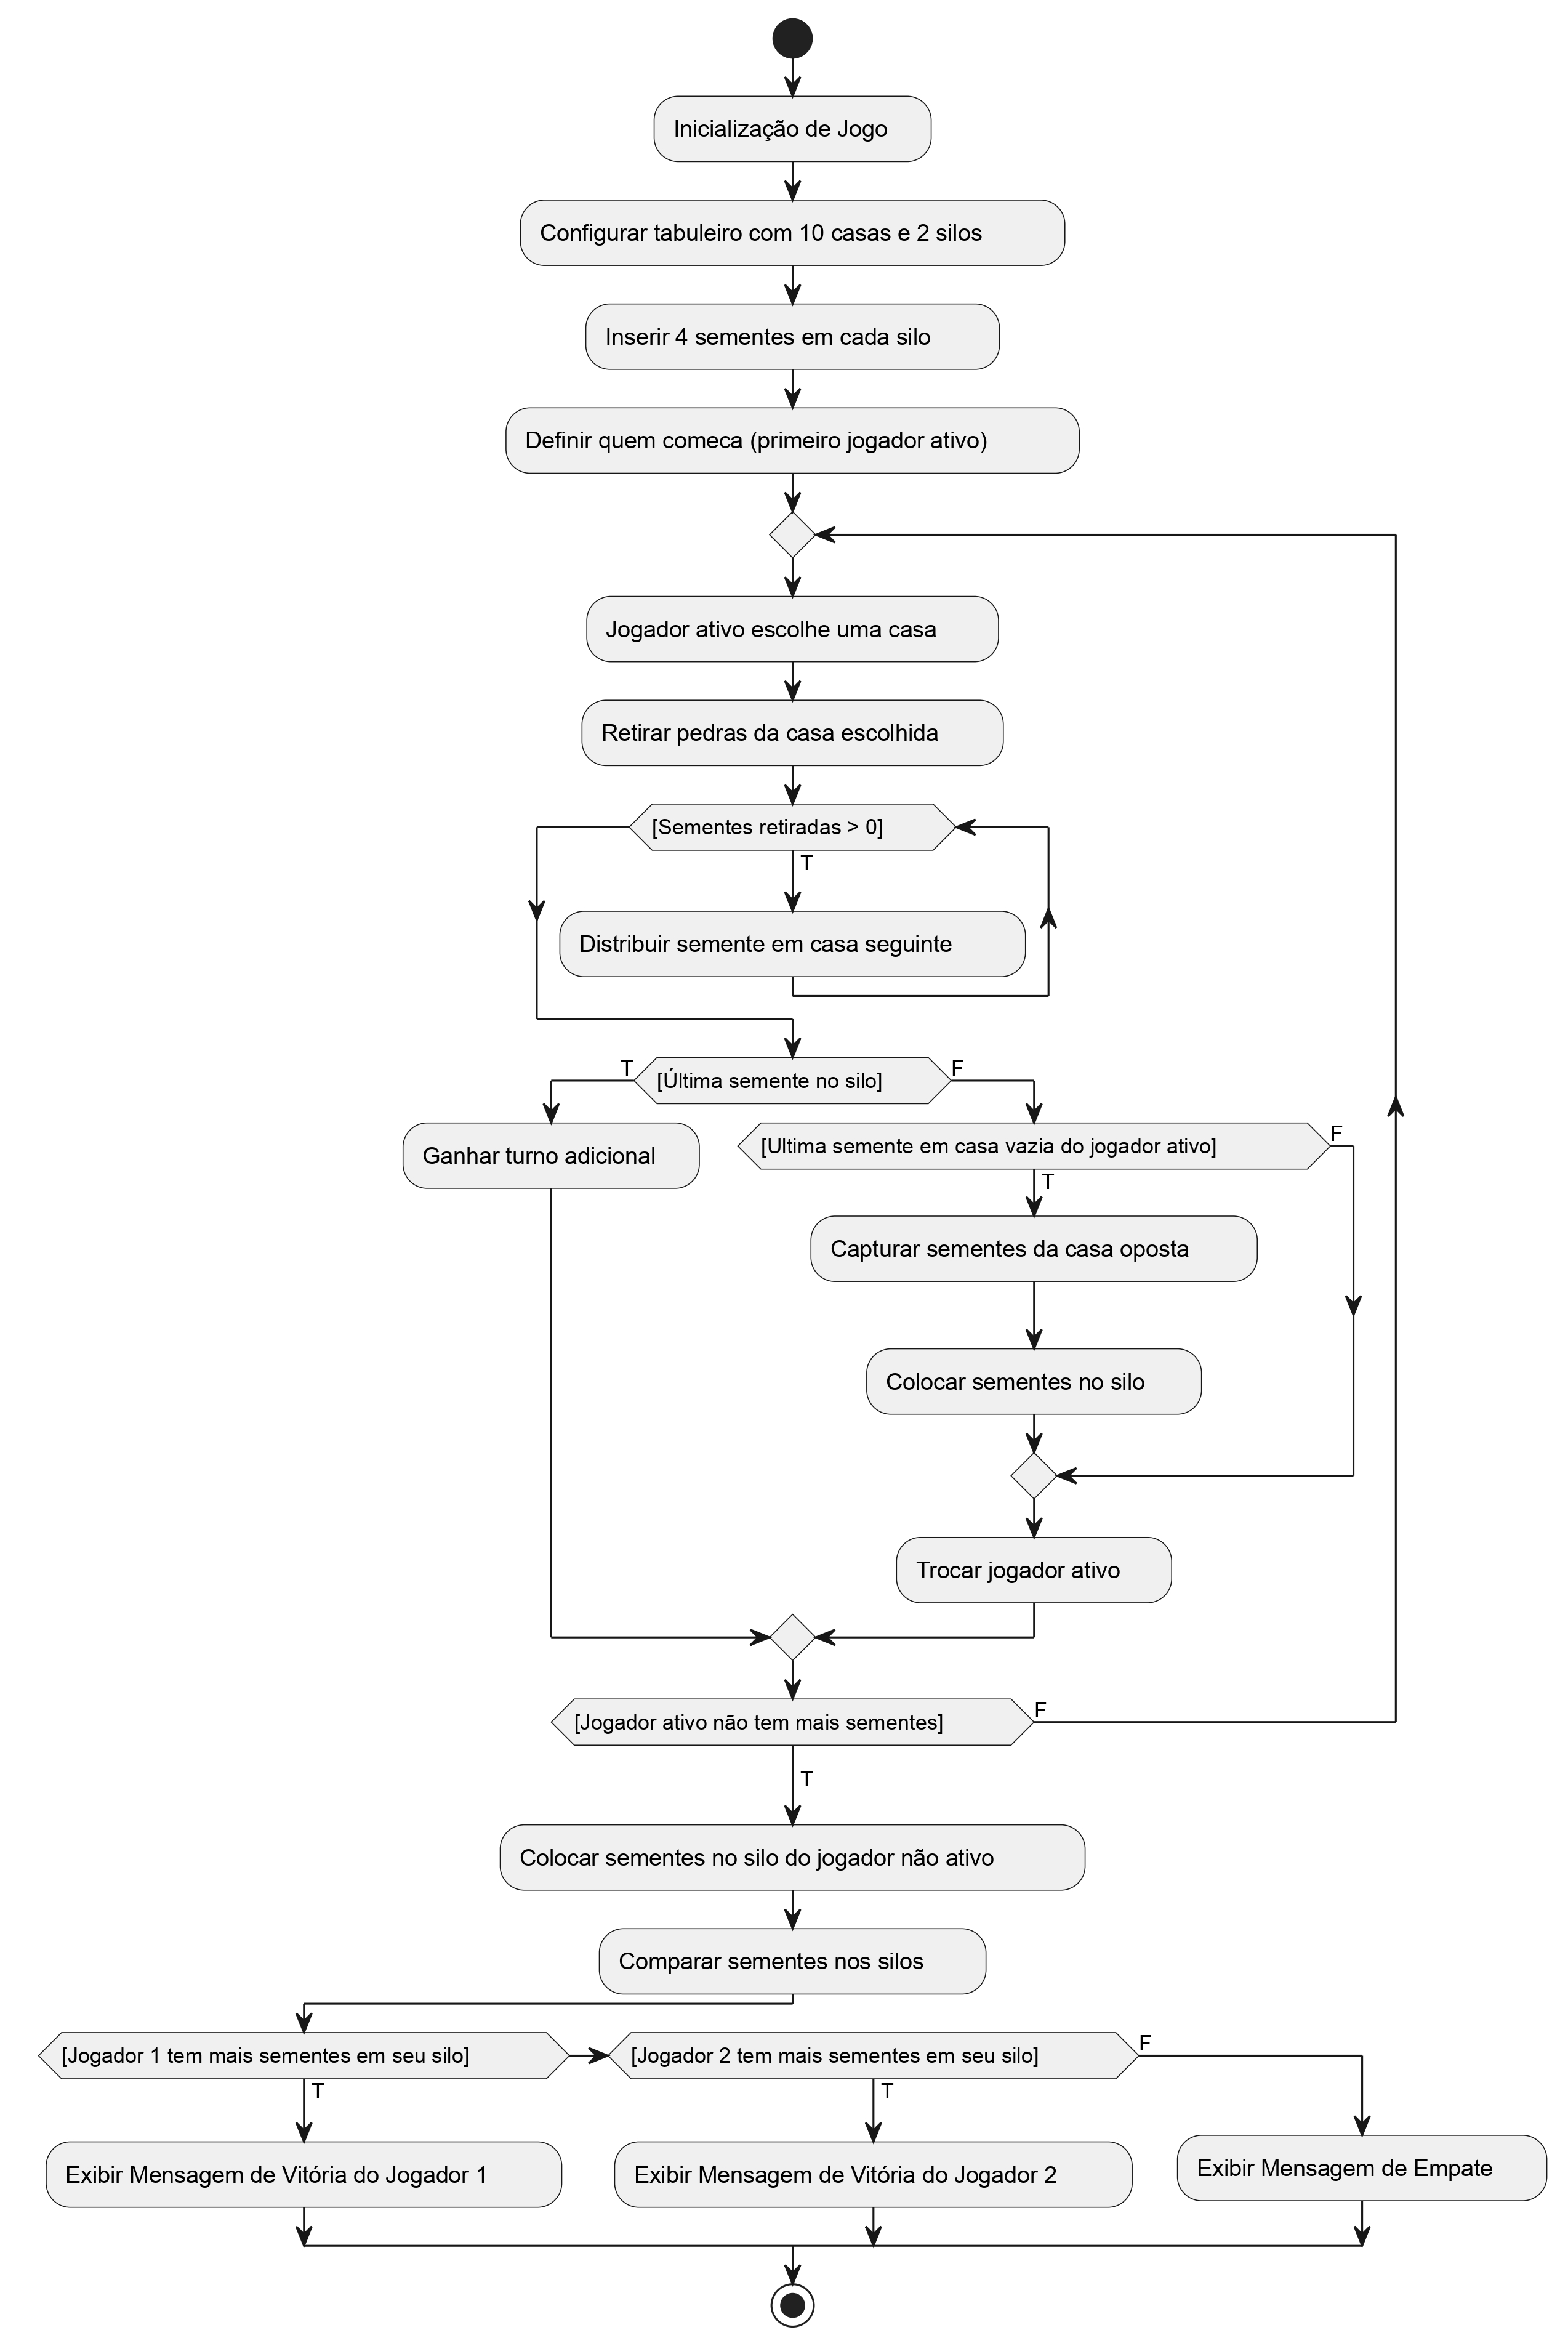 Inicialização de Jogo
Configurar tabuleiro com 10 casas e 2 silos
Inserir 4 sementes em cada silo
Definir quem comeca (primeiro jogador ativo)
Jogador ativo escolhe uma casa
Retirar pedras da casa escolhida
[Sementes retiradas > 0]
T
Distribuir semente em casa seguinte
T
[Última semente no silo]
F
Ganhar turno adicional
[Ultima semente em casa vazia do jogador ativo]
F
T
Capturar sementes da casa oposta
Colocar sementes no silo
Trocar jogador ativo
[Jogador ativo não tem mais sementes]
F
T
Colocar sementes no silo do jogador não ativo
Comparar sementes nos silos
[Jogador 1 tem mais sementes em seu silo]
[Jogador 2 tem mais sementes em seu silo]
F
T
T
Exibir Mensagem de Vitória do Jogador 1
Exibir Mensagem de Vitória do Jogador 2
Exibir Mensagem de Empate